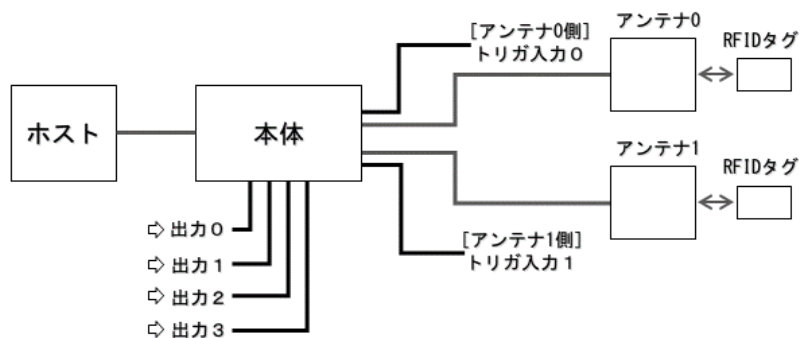 アンテナ0
[アンテナ0側]
トリガ入力０
RFIDタグ
ホスト
本体
アンテナ1
RFIDタグ
[アンテナ1側]
トリガ入力１
⇨ 出力０
⇨ 出力１
⇨ 出力２
⇨ 出力３